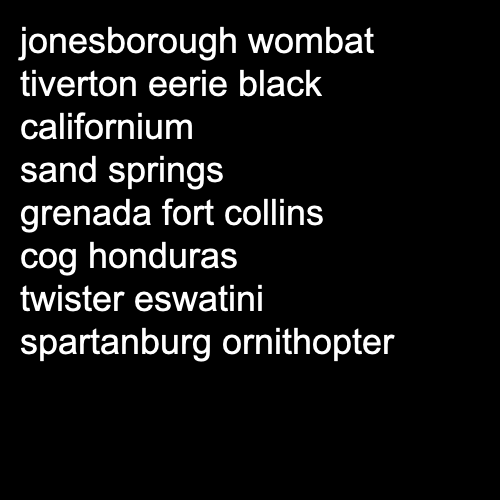 jonesborough wombat
tiverton eerie black
californium
sand springs
grenada fort collins
cog honduras
twister eswatini
spartanburg ornithopter